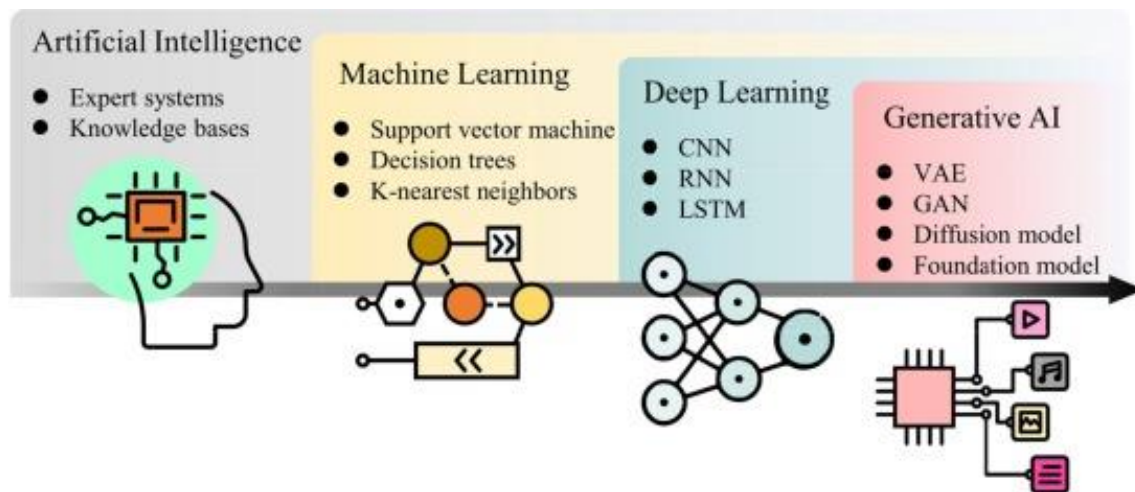 Artificial Intelligence
● Expert systems
● Knowledge bases
Machine Learning
● Support vector machine
● Decision trees
● K-nearest neighbors
Deep Learning
● CNN
● RNN
● LSTM
Generative AI
● VAE
● GAN
● Diffusion model
● Foundation model